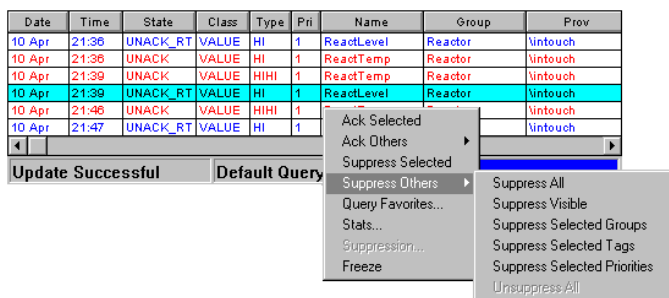 Date Time State Class Type Pri Name Group Prov
10 Apr 21:36 UNACK_RT VALUE HI 1 ReactLevel Reactor \intouch
10 Apr 21:36 UNACK VALUE HI 1 ReactTemp Reactor \intouch
10 Apr 21:39 UNACK VALUE HIHI 1 ReactTemp Reactor \intouch
10 Apr 21:39 UNACK_RT VALUE HI 1 ReactLevel Reactor \intouch
10 Apr 21:46 UNACK VALUE HIHI 1 \intouch
10 Apr 21:47 UNACK_RT VALUE HI 1 \intouch
Update Successful Default Query
Ack Selected
Ack Others
Suppress Selected
Suppress Others
Query Favorites...
Stats...
Suppression...
Freeze
Suppress All
Suppress Visible
Suppress Selected Groups
Suppress Selected Tags
Suppress Selected Priorities
Unsuppress All